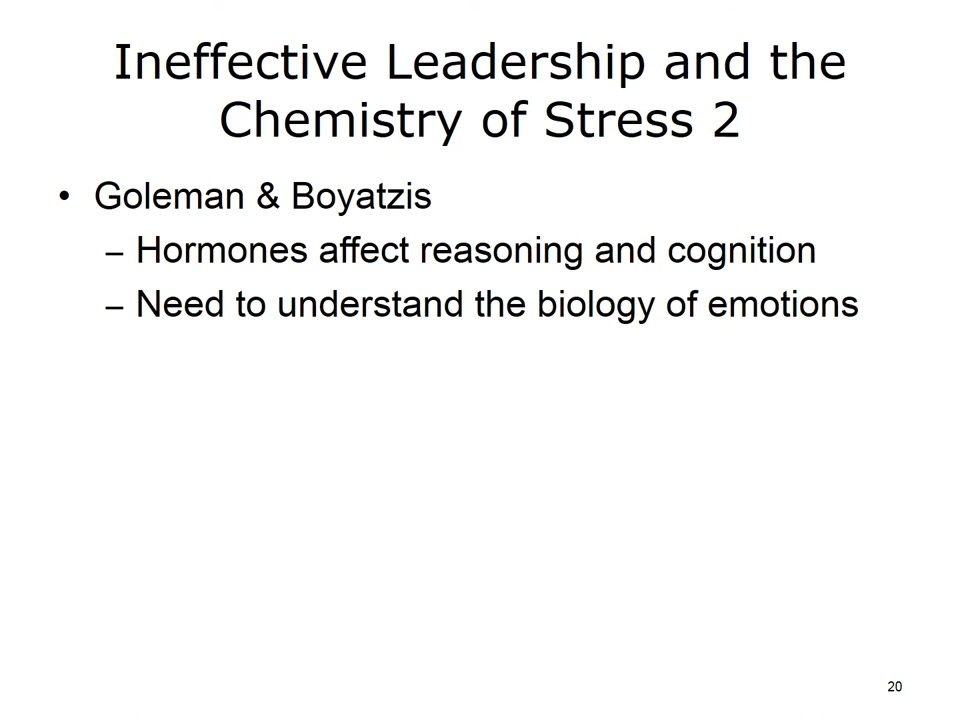 Ineffective Leadership and the
Chemistry of Stress 2
• Goleman & Boyatzis
– Hormones affect reasoning and cognition
– Need to understand the biology of emotions
20